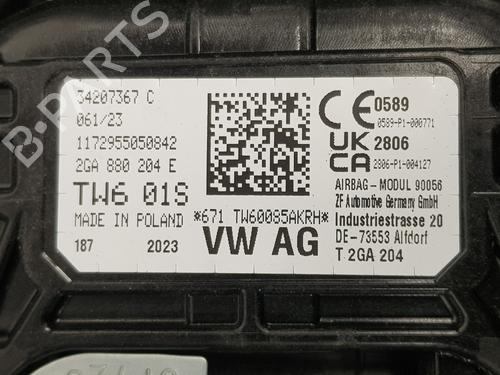 B-PARTS
34207367 C
061/23
1172955050842
2GA 880 204 E
TW6 01S
MADE IN POLAND
187 2023
*671 TW60085AKRH*
VW AG
CE 0589
0589-P1-000771
UKCA 2806
2806-P1-004127
AIRBAG-MODUL 90056
ZF Automotive Germany GmbH
Industriestrasse 20
DE-73553 Alfdorf
T 2GA 204